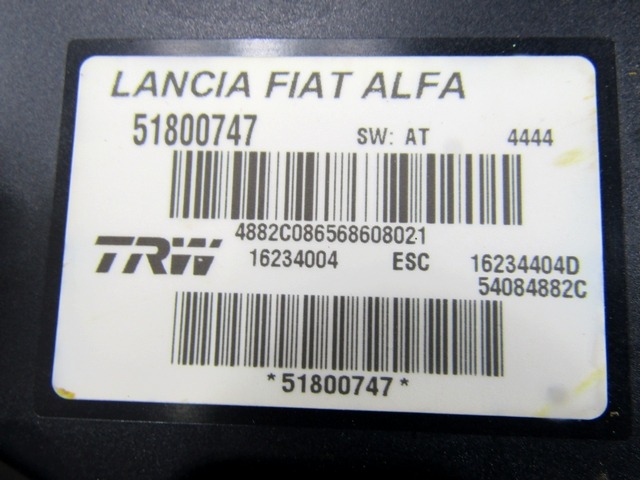 LANCIA FIAT ALFA
51800747 SW: AT 4444
4882C086568608021
TRW 16234004 ESC 16234404D
54084882C
*51800747*